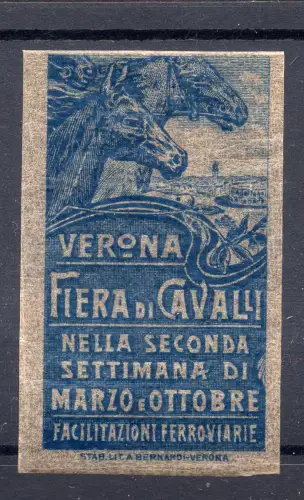 VERONA
FIERA DI CAVALLI
NELLA SECONDA
SETTIMANA DI
MARZO E OTTOBRE
FACILITAZIONI FERROVIARIE
STAB. LIT. A. BERNARDI-VERONA